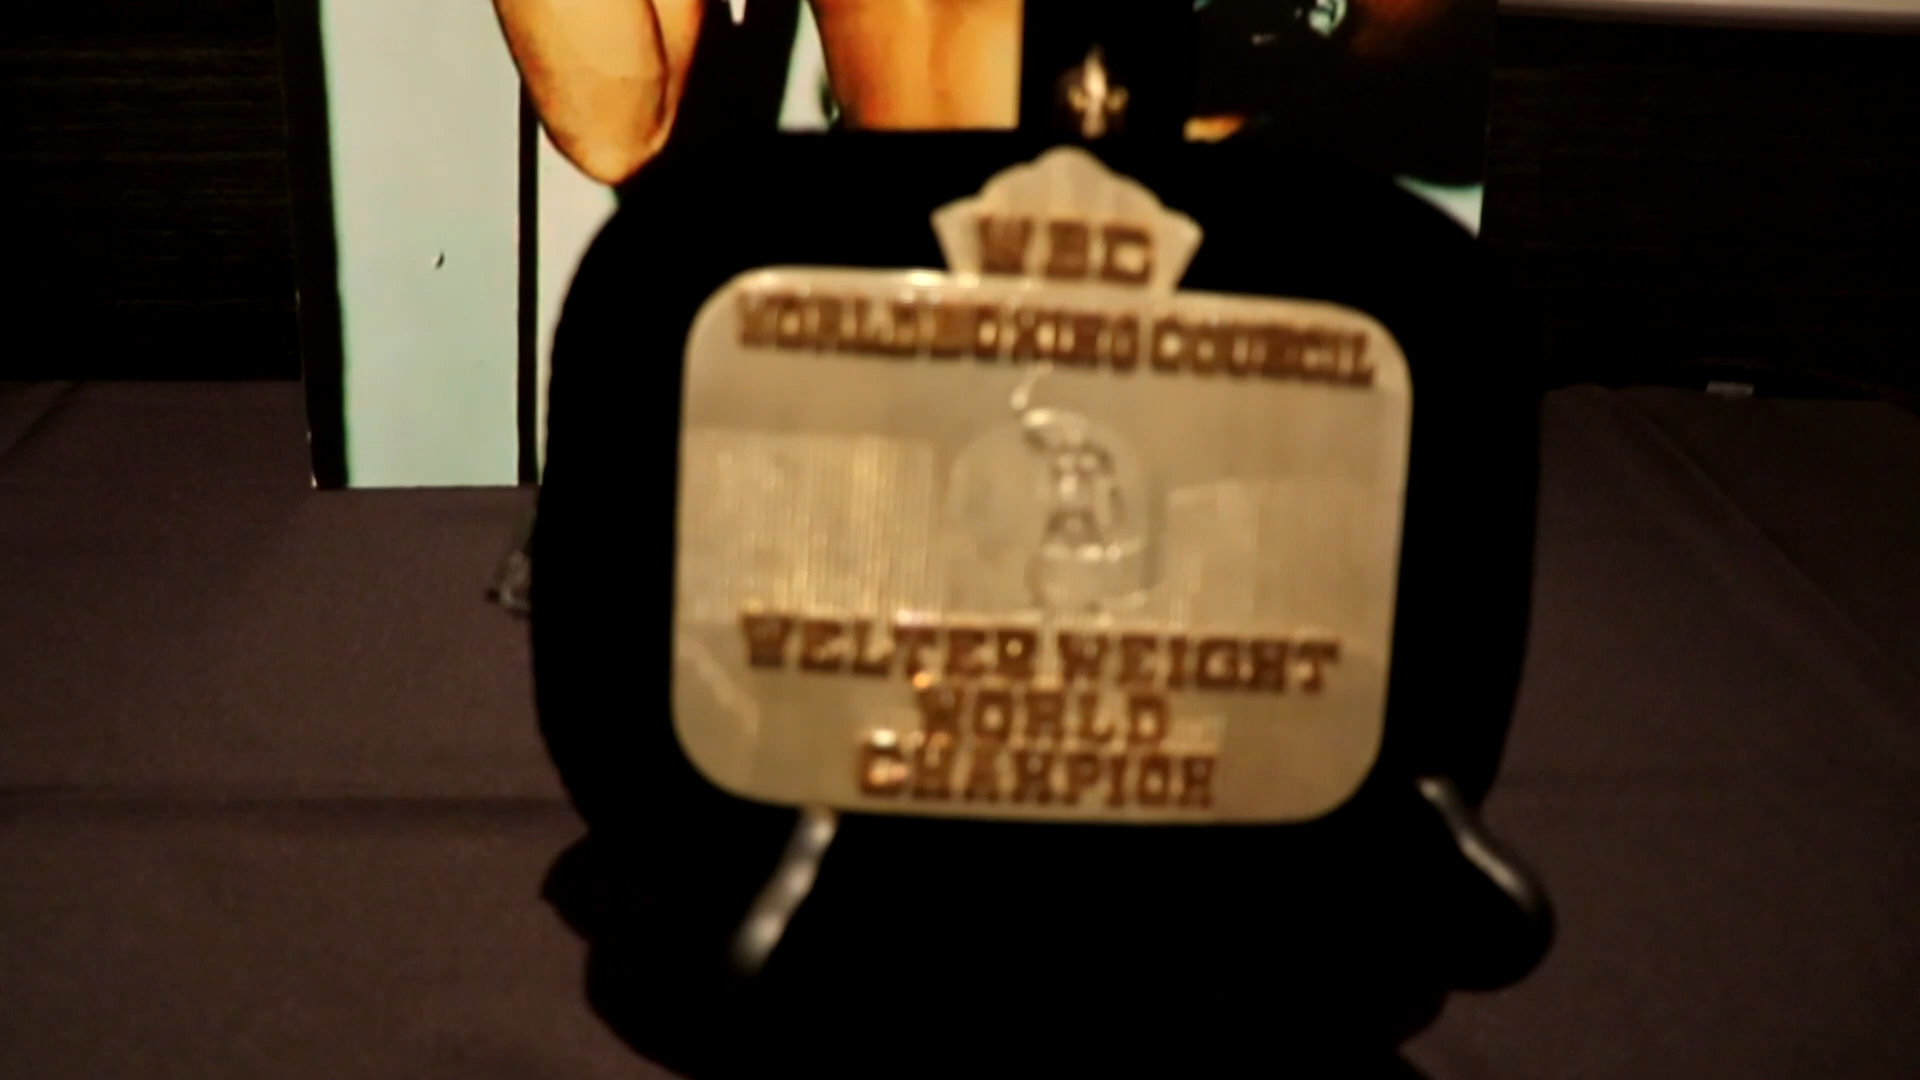 WBC
WORLD BOXING COUNCIL
WELTER WEIGHT
WORLD
CHAMPION